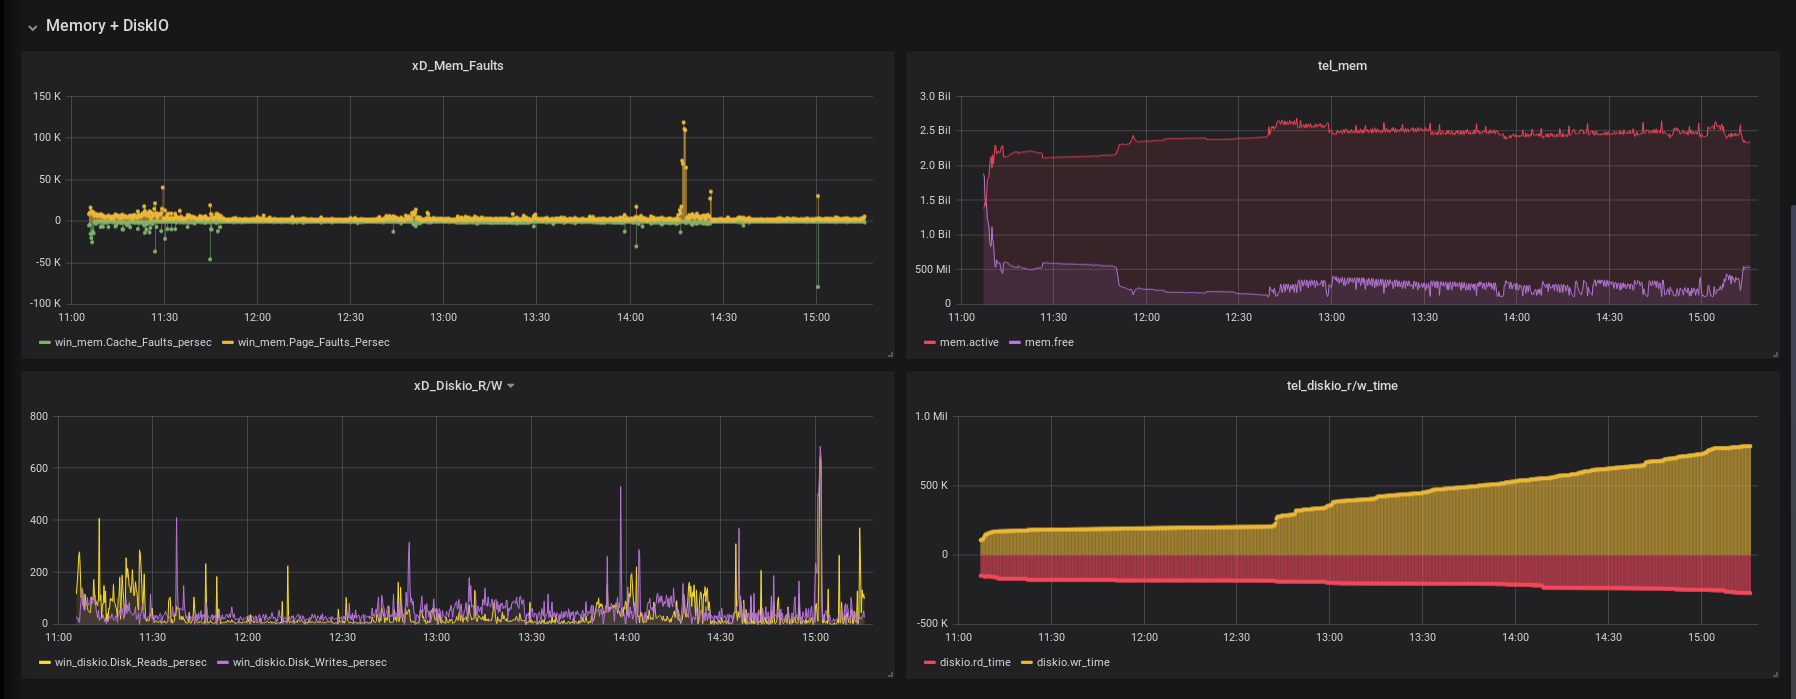 Memory + DiskIO
xD_Mem_Faults
150 K
100 K
50 K
0
-50 K
-100 K
11:00 11:30 12:00 12:30 13:00 13:30 14:00 14:30 15:00
win_mem.Cache_Faults_persec win_mem.Page_Faults_Persec
tel_mem
3.0 Bil
2.5 Bil
2.0 Bil
1.5 Bil
1.0 Bil
500 Mil
0
11:00 11:30 12:00 12:30 13:00 13:30 14:00 14:30 15:00
mem.active mem.free
xD_Diskio_R/W
800
600
400
200
0
11:00 11:30 12:00 12:30 13:00 13:30 14:00 14:30 15:00
win_diskio.Disk_Reads_persec win_diskio.Disk_Writes_persec
tel_diskio_r/w_time
1.0 Mil
500 K
0
-500 K
11:00 11:30 12:00 12:30 13:00 13:30 14:00 14:30 15:00
diskio.rd_time diskio.wr_time